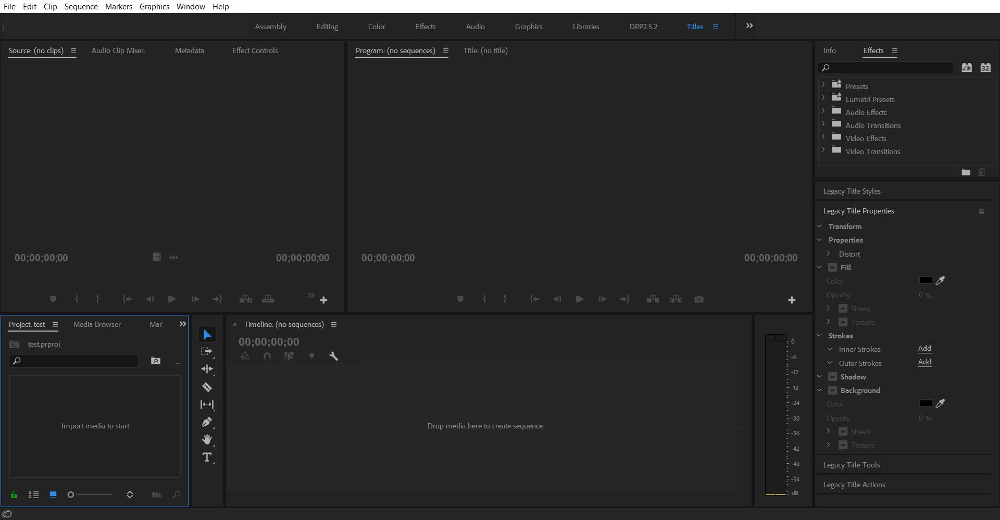 File Edit Clip Sequence Markers Graphics Window Help
Assembly Editing Color Effects Audio Graphics Libraries DPP2.5.2 Titles
Source: (no clips) Audio Clip Mixer: Metadata Effect Controls
Program: (no sequences) Title: (no title)
Info Effects
32
Presets
Lumetri Presets
Audio Effects
Audio Transitions
Video Effects
Video Transitions
00;00;00;00 00;00;00;00
00;00;00;00 00;00;00;00
Legacy Title Styles
Legacy Title Properties
Transform
Properties
Distort
Fill
Color
Opacity 0 %
Sheen
Texture
Strokes
Inner Strokes Add
Outer Strokes Add
Shadow
Background
Color
Opacity 0 %
Sheen
Texture
Legacy Title Tools
Legacy Title Actions
Project: test Media Browser Mar
test.prproj
...
Import media to start
T
× Timeline: (no sequences)
00;00;00;00
Drop media here to create sequence.
0
-6
-12
-18
-24
-30
-36
-42
-48
-54
dB